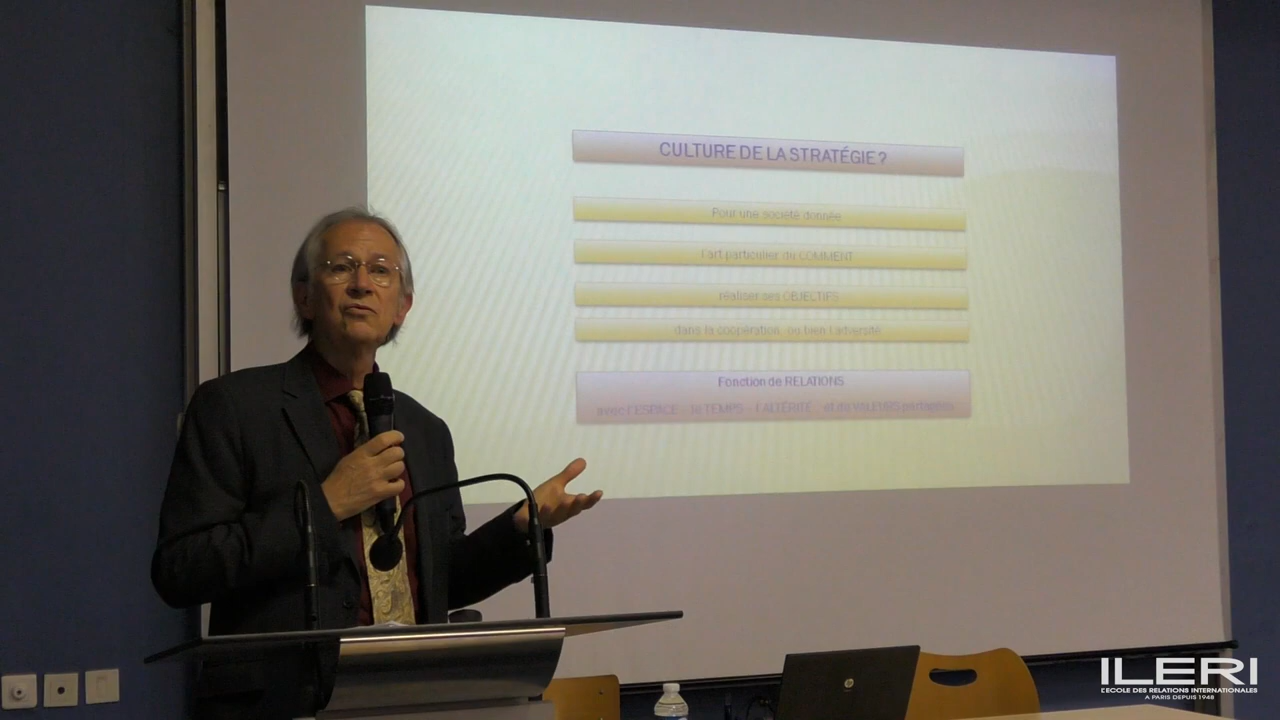 CULTURE DE LA STRATÉGIE ?
Pour une société donnée
l'art particulier du COMMENT
réaliser ses OBJECTIFS
dans la coopération ou bien l'adversité
Fonction de RELATIONS
avec l'ESPACE - le TEMPS - l'ALTÉRITÉ - et du VALEURS partagées
hp
ILERI
L'ECOLE DES RELATIONS INTERNATIONALES
A PARIS DEPUIS 1948